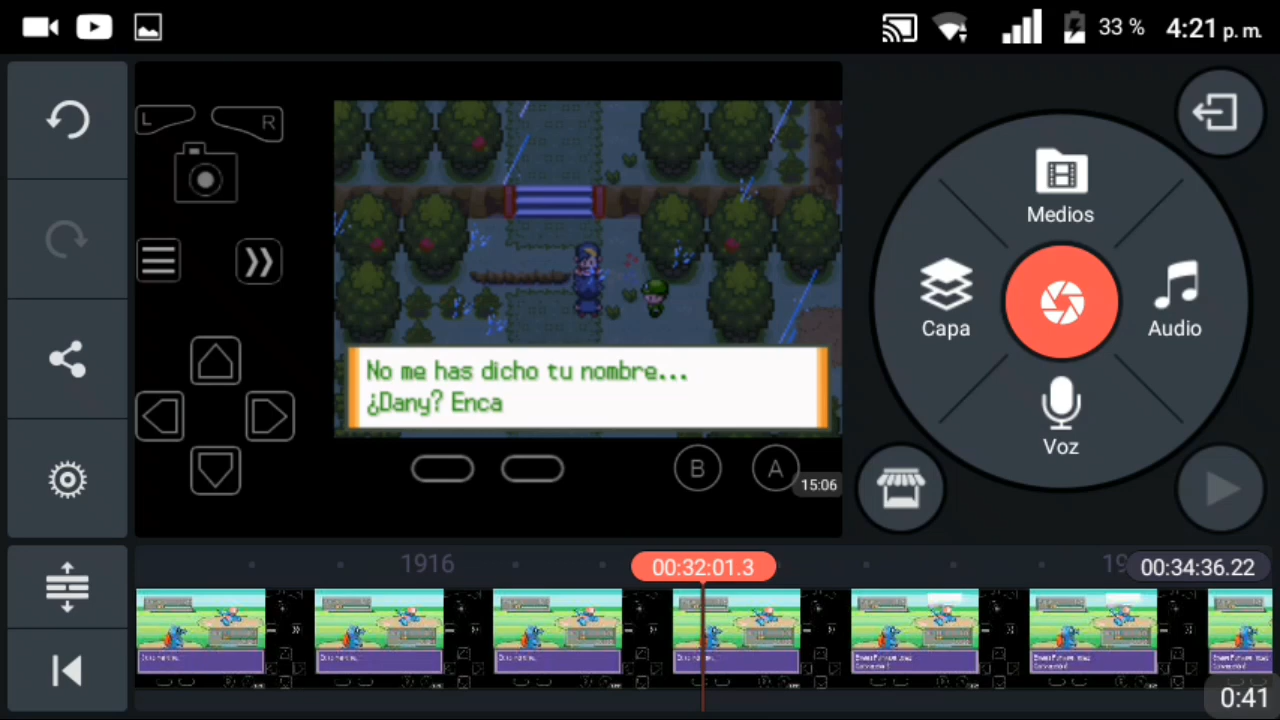 33 %
4:21 p. m.
L
R
No me has dicho tu nombre...
¿Dany? Enca
B
A
15:06
Medios
Capa
Audio
Voz
1916
00:32:01.3
19
00:34:36.22
0:41